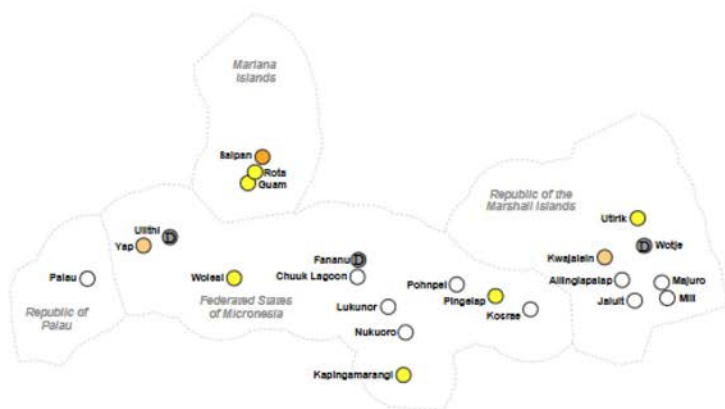 Mariana
Islands
Saipan
Rota
Guam
Republic of the
Marshall Islands
Utirik
Ulithi
D
Yap
D
Wotje
Fananu
D
Kwajalein
Palau
Woleai
Chuuk Lagoon
Pohnpei
Ailinglapalap
Majuro
Pingelap
Jaluit
Mili
Republic of
Palau
Federated States
of Micronesia
Lukunor
Kosrae
Nukuoro
Kapingamarangi